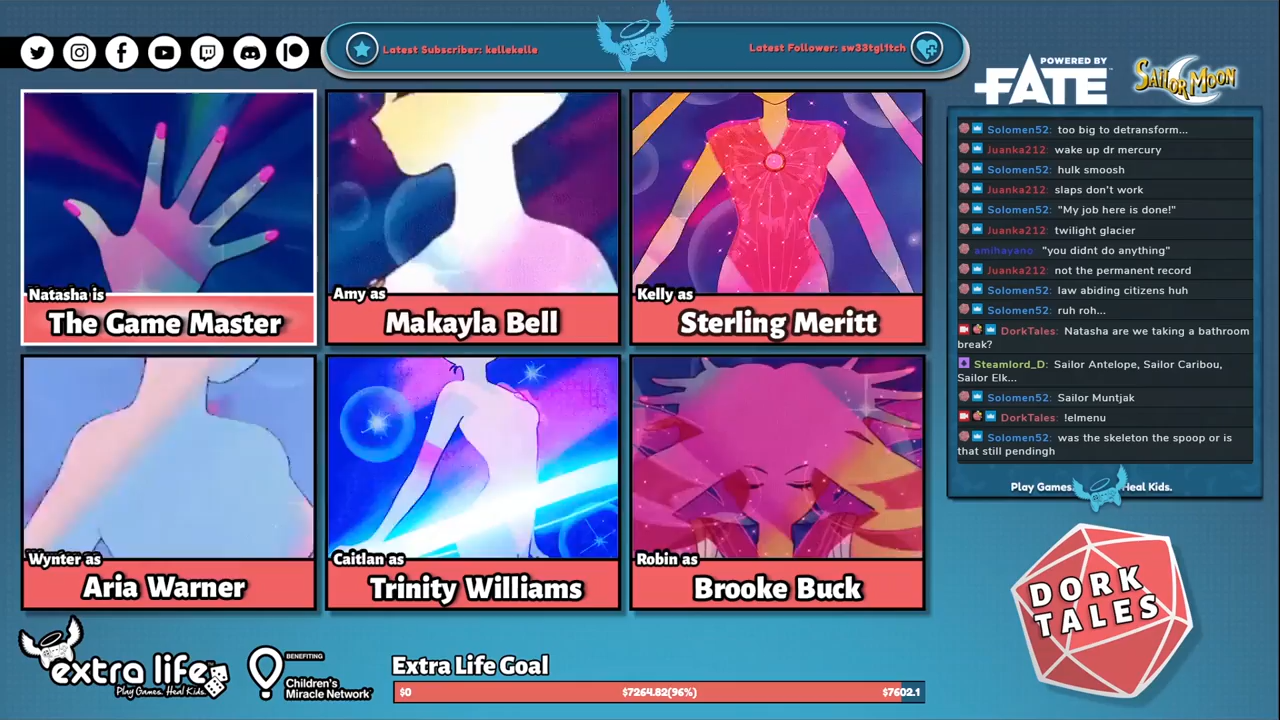 Latest Subscriber: kellekelle
Latest Follower: sw33tgl1tch
POWERED BY
FATE
SAILOR MOON
Natasha is
The Game Master
Amy as
Makayla Bell
Kelly as
Sterling Meritt
Wynter as
Aria Warner
Caitlan as
Trinity Williams
Robin as
Brooke Buck
Solomen52: too big to detransform...
Juanka212: wake up dr mercury
Solomen52: hulk smoosh
Juanka212: slaps don't work
Solomen52: "My job here is done!"
Juanka212: twilight glacier
amihayano: "you didnt do anything"
Juanka212: not the permanent record
Solomen52: law abiding citizens huh
Solomen52: ruh roh...
DorkTales: Natasha are we taking a bathroom
break?
Steamlord_D: Sailor Antelope, Sailor Caribou,
Sailor Elk...
Solomen52: Sailor Muntjak
DorkTales: !elmenu
Solomen52: was the skeleton the spoop or is
that still pendingh
Play Games. Heal Kids.
DORK
TALES
extra life
Play Games. Heal Kids.
BENEFITING
Children's
Miracle Network
Extra Life Goal
$0 $7264.82(96%) $7602.1